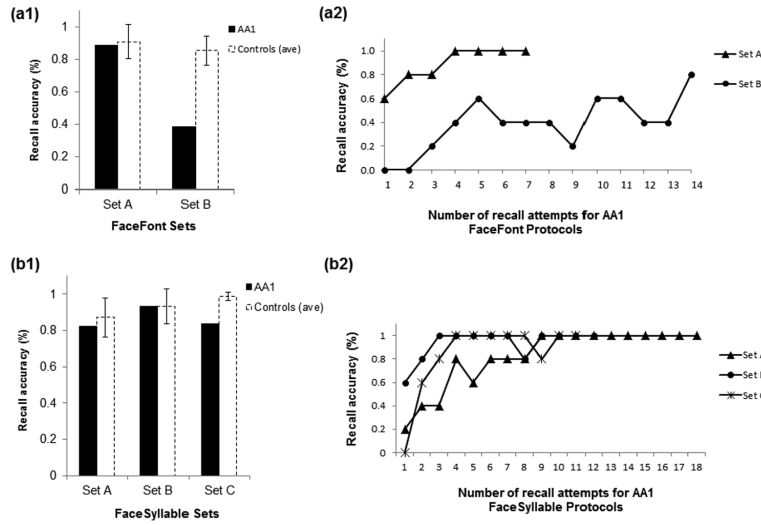 (a1)
1
0.8
0.6
0.4
0.2
0
Recall accuracy (%)
Set A Set B
FaceFont Sets
AA1
Controls (ave)
(a2)
1.0
0.8
0.6
0.4
0.2
0.0
Recall accuracy (%)
1 2 3 4 5 6 7 8 9 10 11 12 13 14
Number of recall attempts for AA1
FaceFont Protocols
Set A
Set B
(b1)
1
0.8
0.6
0.4
0.2
0
Recall accuracy (%)
Set A Set B Set C
FaceSyllable Sets
AA1
Controls (ave)
(b2)
1
0.8
0.6
0.4
0.2
0
Recall accuracy (%)
1 2 3 4 5 6 7 8 9 10 11 12 13 14 15 16 17 18
Number of recall attempts for AA1
FaceSyllable Protocols
Set
Set
Set